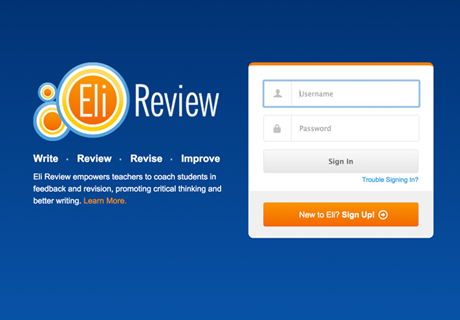 Eli Review
Write · Review · Revise · Improve
Eli Review empowers teachers to coach students in
feedback and revision, promoting critical thinking and
better writing. Learn More.
Username
Password
Sign In
Trouble Signing In?
New to Eli? Sign Up!